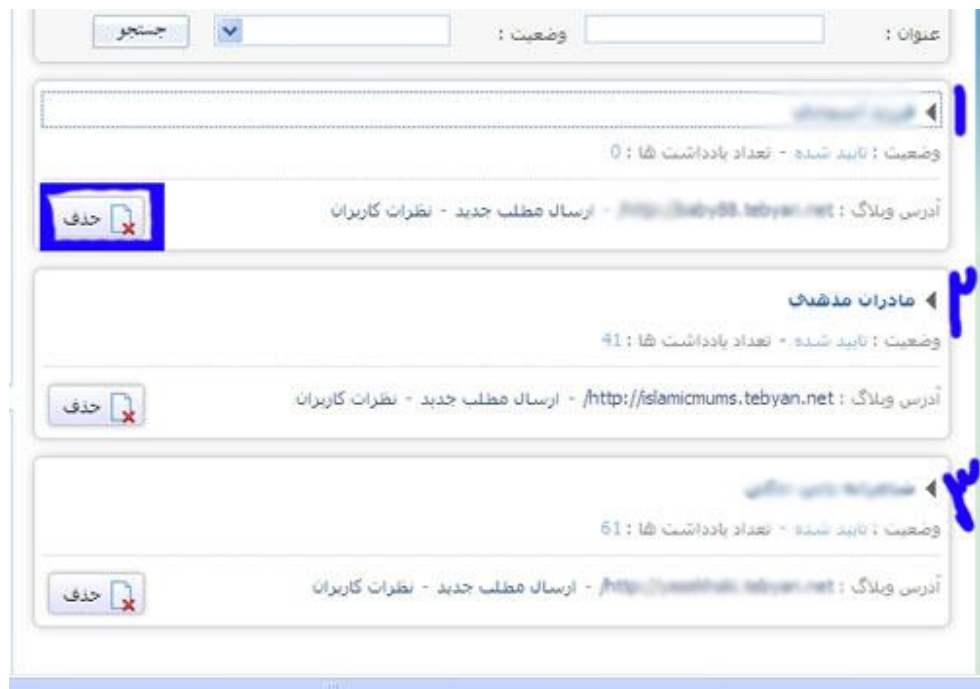 عنوان : وضعیت : جستجو
۱
وضعیت : تایید شده - تعداد یادداشت ها : 0
آدرس وبلاگ : - ارسال مطلب جدید - نظرات کاربران حذف
۲
مادران مذهبی
وضعیت : تایید شده - تعداد یادداشت ها : 41
آدرس وبلاگ : http://islamicmums.tebyan.net/ - ارسال مطلب جدید - نظرات کاربران حذف
۳
وضعیت : تایید شده - تعداد یادداشت ها : 61
آدرس وبلاگ : - ارسال مطلب جدید - نظرات کاربران حذف